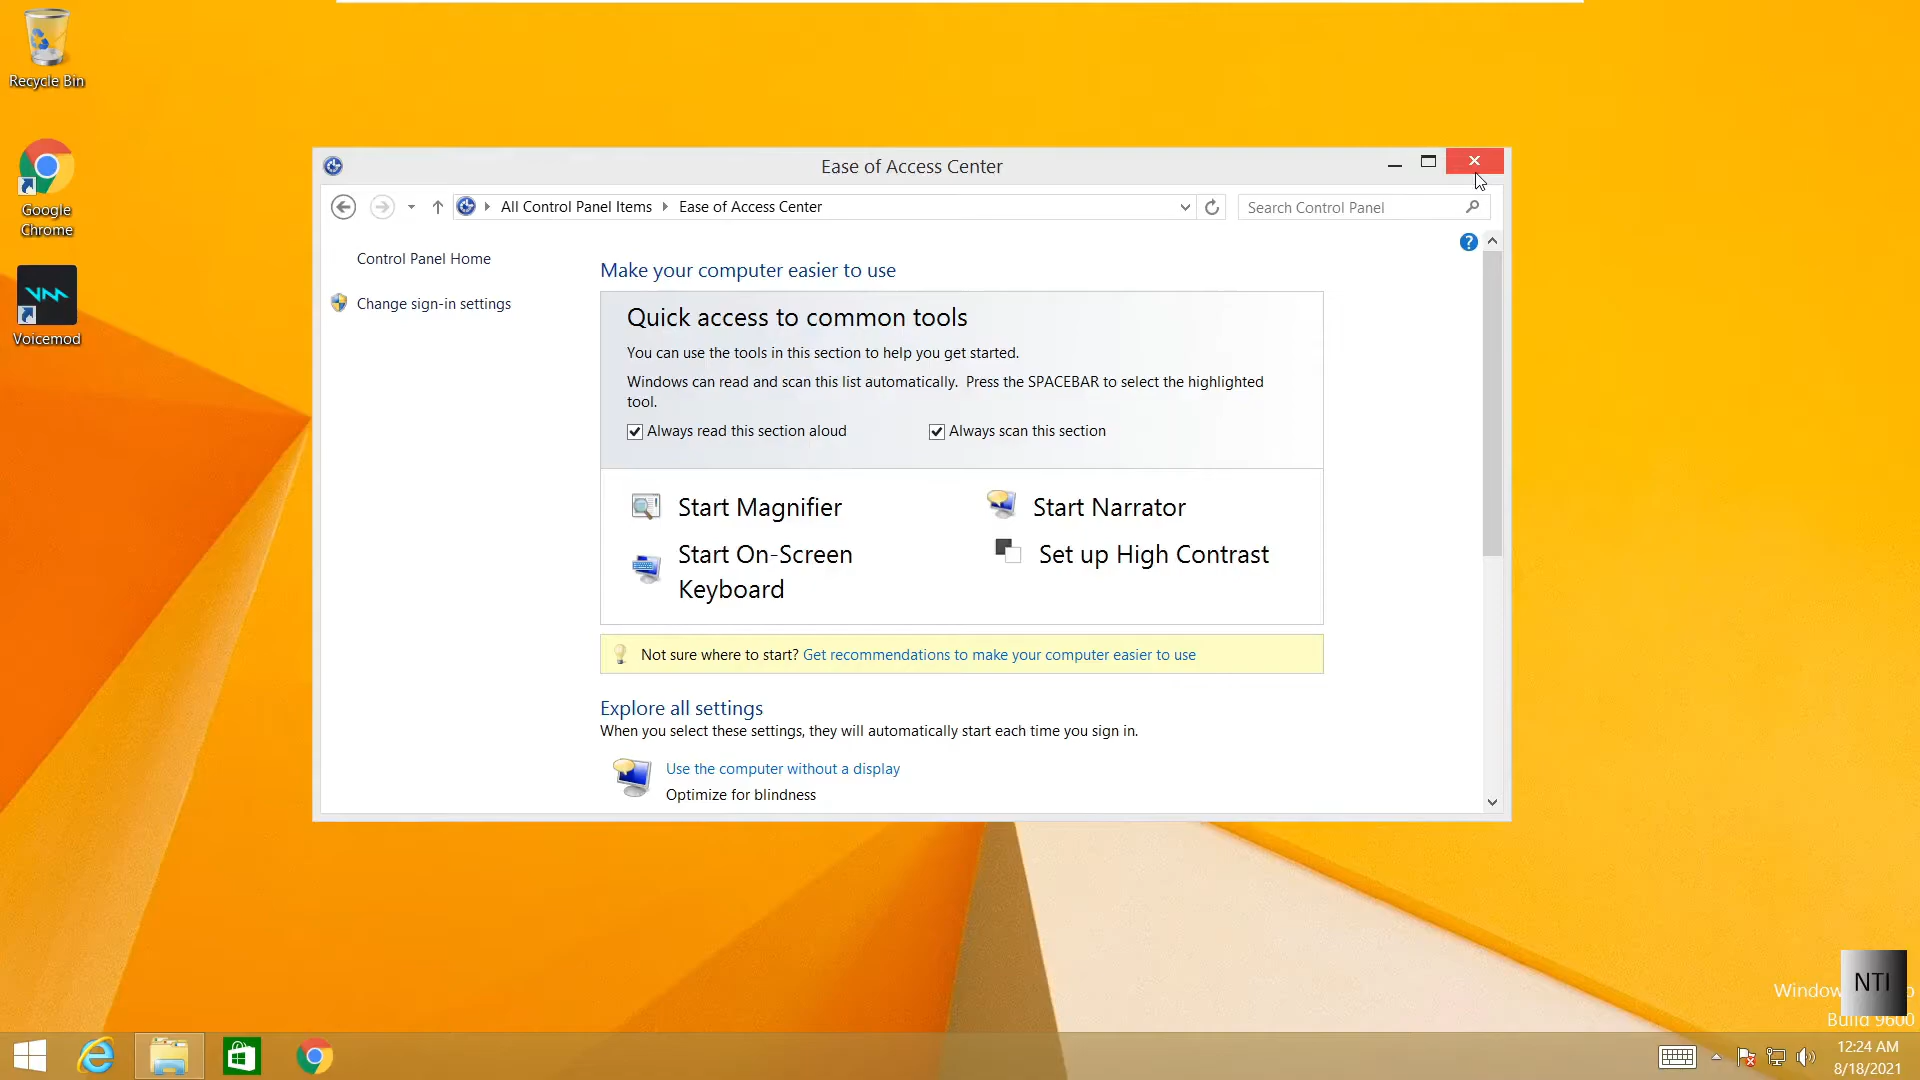 Recycle Bin
Google
Chrome
Voicemod
Ease of Access Center
All Control Panel Items
Ease of Access Center
Search Control Panel
?
Control Panel Home
Change sign-in settings
Make your computer easier to use
Quick access to common tools
You can use the tools in this section to help you get started.
Windows can read and scan this list automatically.  Press the SPACEBAR to select the highlighted
tool.
Always read this section aloud
Always scan this section
Start Magnifier
Start Narrator
Start On-Screen
Keyboard
Set up High Contrast
Not sure where to start? Get recommendations to make your computer easier to use
Explore all settings
When you select these settings, they will automatically start each time you sign in.
Use the computer without a display
Optimize for blindness
NTI
Build 9600
12:24 AM
8/18/2021